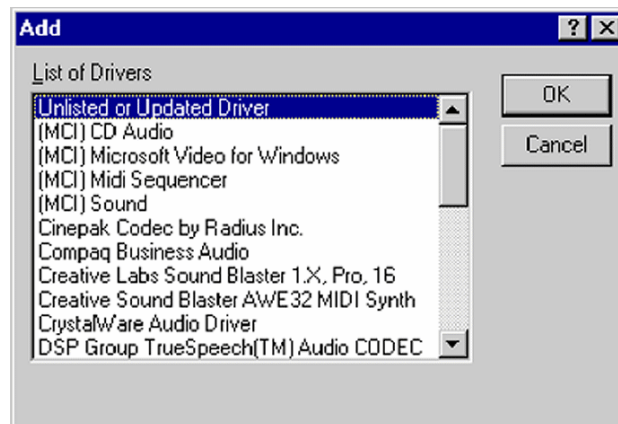 Add
List of Drivers
Unlisted or Updated Driver
(MCI) CD Audio
(MCI) Microsoft Video for Windows
(MCI) Midi Sequencer
(MCI) Sound
Cinepak Codec by Radius Inc.
Compaq Business Audio
Creative Labs Sound Blaster 1.X, Pro, 16
Creative Sound Blaster AWE32 MIDI Synth
CrystalWare Audio Driver
DSP Group TrueSpeech(TM) Audio CODEC
OK
Cancel